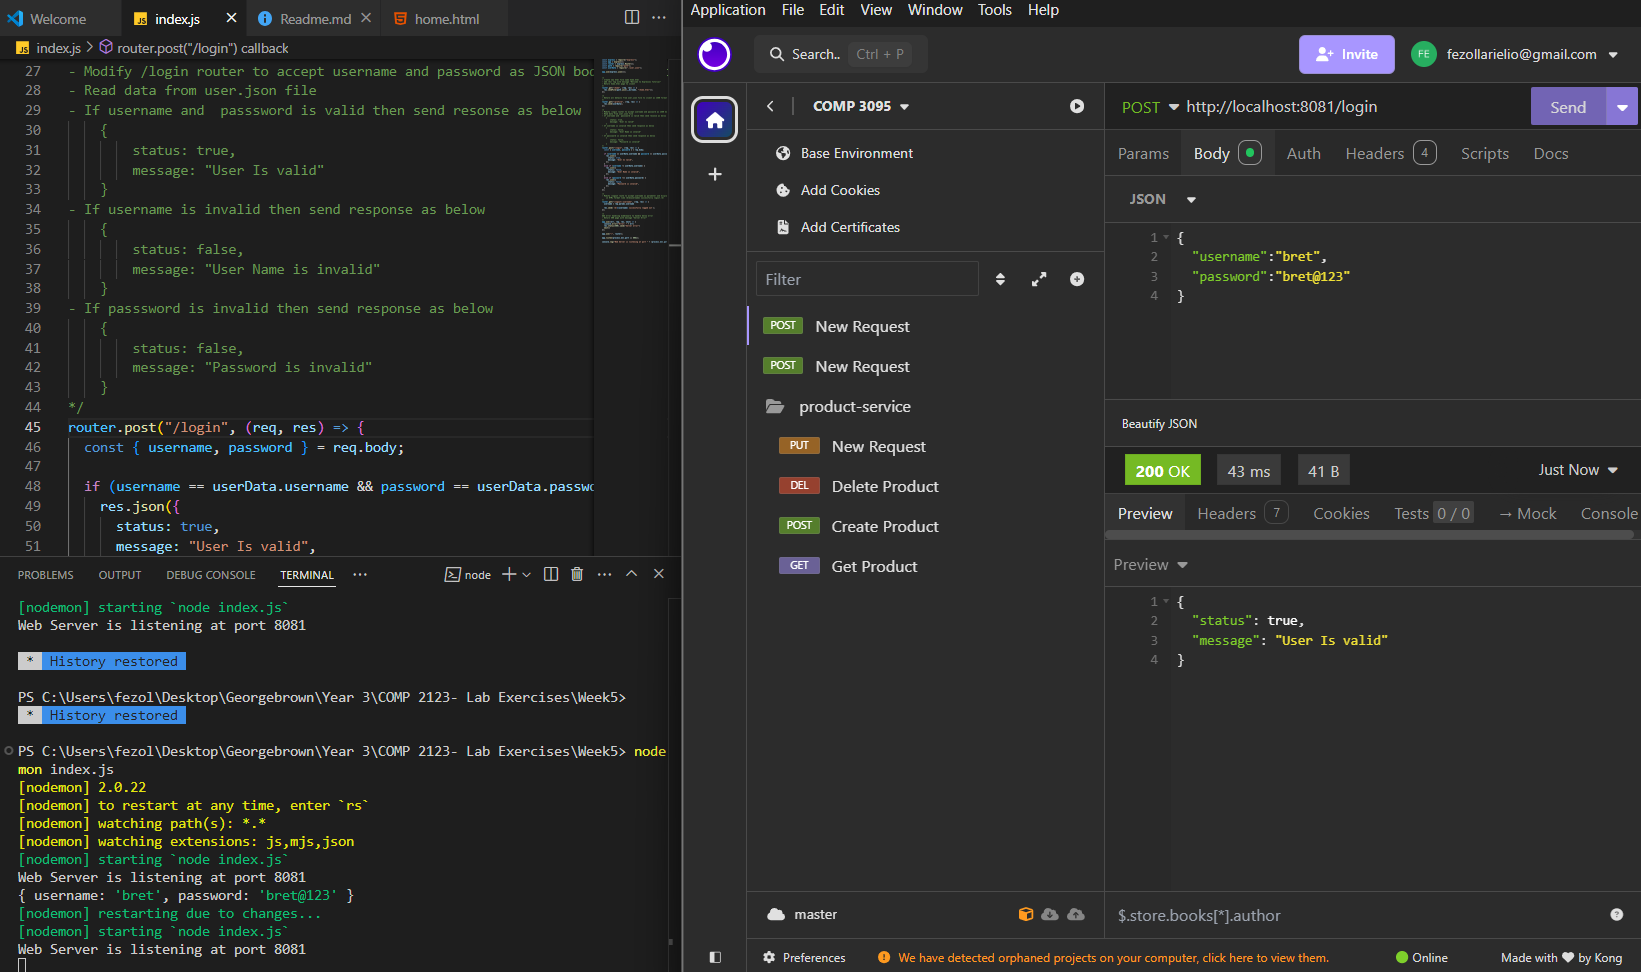 Welcome
index.js
Readme.md
home.html
index.js > router.post("/login") callback
27 - Modify /login router to accept username and password as JSON bod
28 - Read data from user.json file
29 - If username and  passsword is valid then send resonse as below
30 {
31 status: true,
32 message: "User Is valid"
33 }
34 - If username is invalid then send response as below
35 {
36 status: false,
37 message: "User Name is invalid"
38 }
39 - If passsword is invalid then send response as below
40 {
41 status: false,
42 message: "Password is invalid"
43 }
44 */
45 router.post("/login", (req, res) => {
46 const { username, password } = req.body;
47
48 if (username == userData.username && password == userData.passwo
49 res.json({
50 status: true,
51 message: "User Is valid",
PROBLEMS OUTPUT DEBUG CONSOLE TERMINAL ··· node
[nodemon] starting `node index.js`
Web Server is listening at port 8081
* History restored
PS C:\Users\fezol\Desktop\Georgebrown\Year 3\COMP 2123- Lab Exercises\Week5>
* History restored
PS C:\Users\fezol\Desktop\Georgebrown\Year 3\COMP 2123- Lab Exercises\Week5> node
mon index.js
[nodemon] 2.0.22
[nodemon] to restart at any time, enter `rs`
[nodemon] watching path(s): *.*
[nodemon] watching extensions: js,mjs,json
[nodemon] starting `node index.js`
Web Server is listening at port 8081
{ username: 'bret', password: 'bret@123' }
[nodemon] restarting due to changes...
[nodemon] starting `node index.js`
Web Server is listening at port 8081
Application File Edit View Window Tools Help
Search.. Ctrl + P
Invite
FE fezollarielio@gmail.com
COMP 3095
Base Environment
Add Cookies
Add Certificates
Filter
POST New Request
POST New Request
product-service
PUT New Request
DEL Delete Product
POST Create Product
GET Get Product
master
Preferences
We have detected orphaned projects on your computer, click here to view them.
Online
Made with ♥ by Kong
POST http://localhost:8081/login
Send
Params Body Auth Headers 4 Scripts Docs
JSON
1 {
2 "username":"bret",
3 "password":"bret@123"
4 }
Beautify JSON
200 OK 43 ms 41 B Just Now
Preview Headers 7 Cookies Tests 0 / 0 → Mock Console
Preview
1 {
2 "status": true,
3 "message": "User Is valid"
4 }
$.store.books[*].author